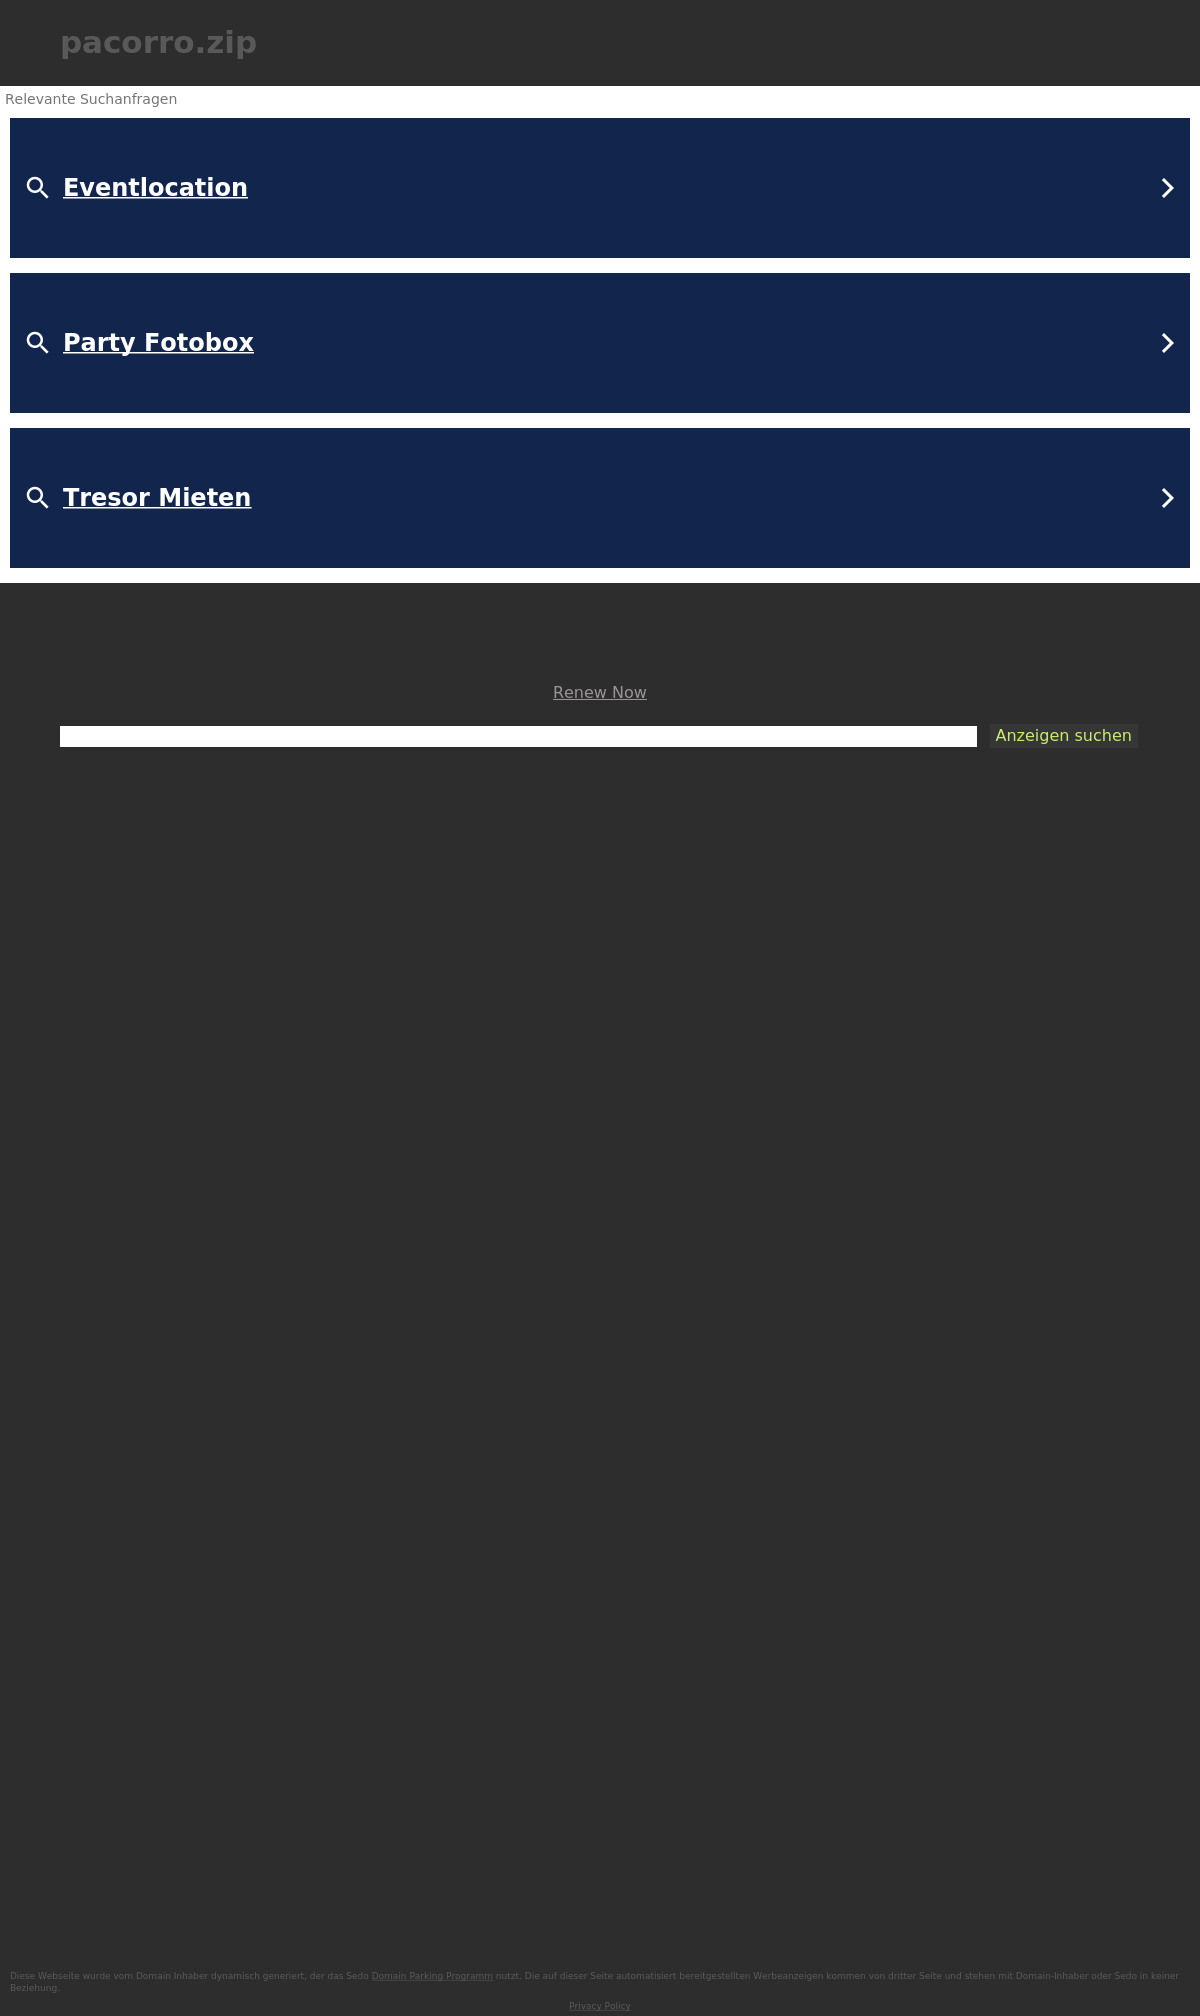 pacorro.zip
Relevante Suchanfragen
Eventlocation
Party Fotobox
Tresor Mieten
Renew Now
Anzeigen suchen
Diese Webseite wurde vom Domain Inhaber dynamisch generiert, der das Sedo Domain Parking Programm nutzt. Die auf dieser Seite automatisiert bereitgestellten Werbeanzeigen kommen von dritter Seite und stehen mit Domain-Inhaber oder Sedo in keiner
Beziehung.
Privacy Policy